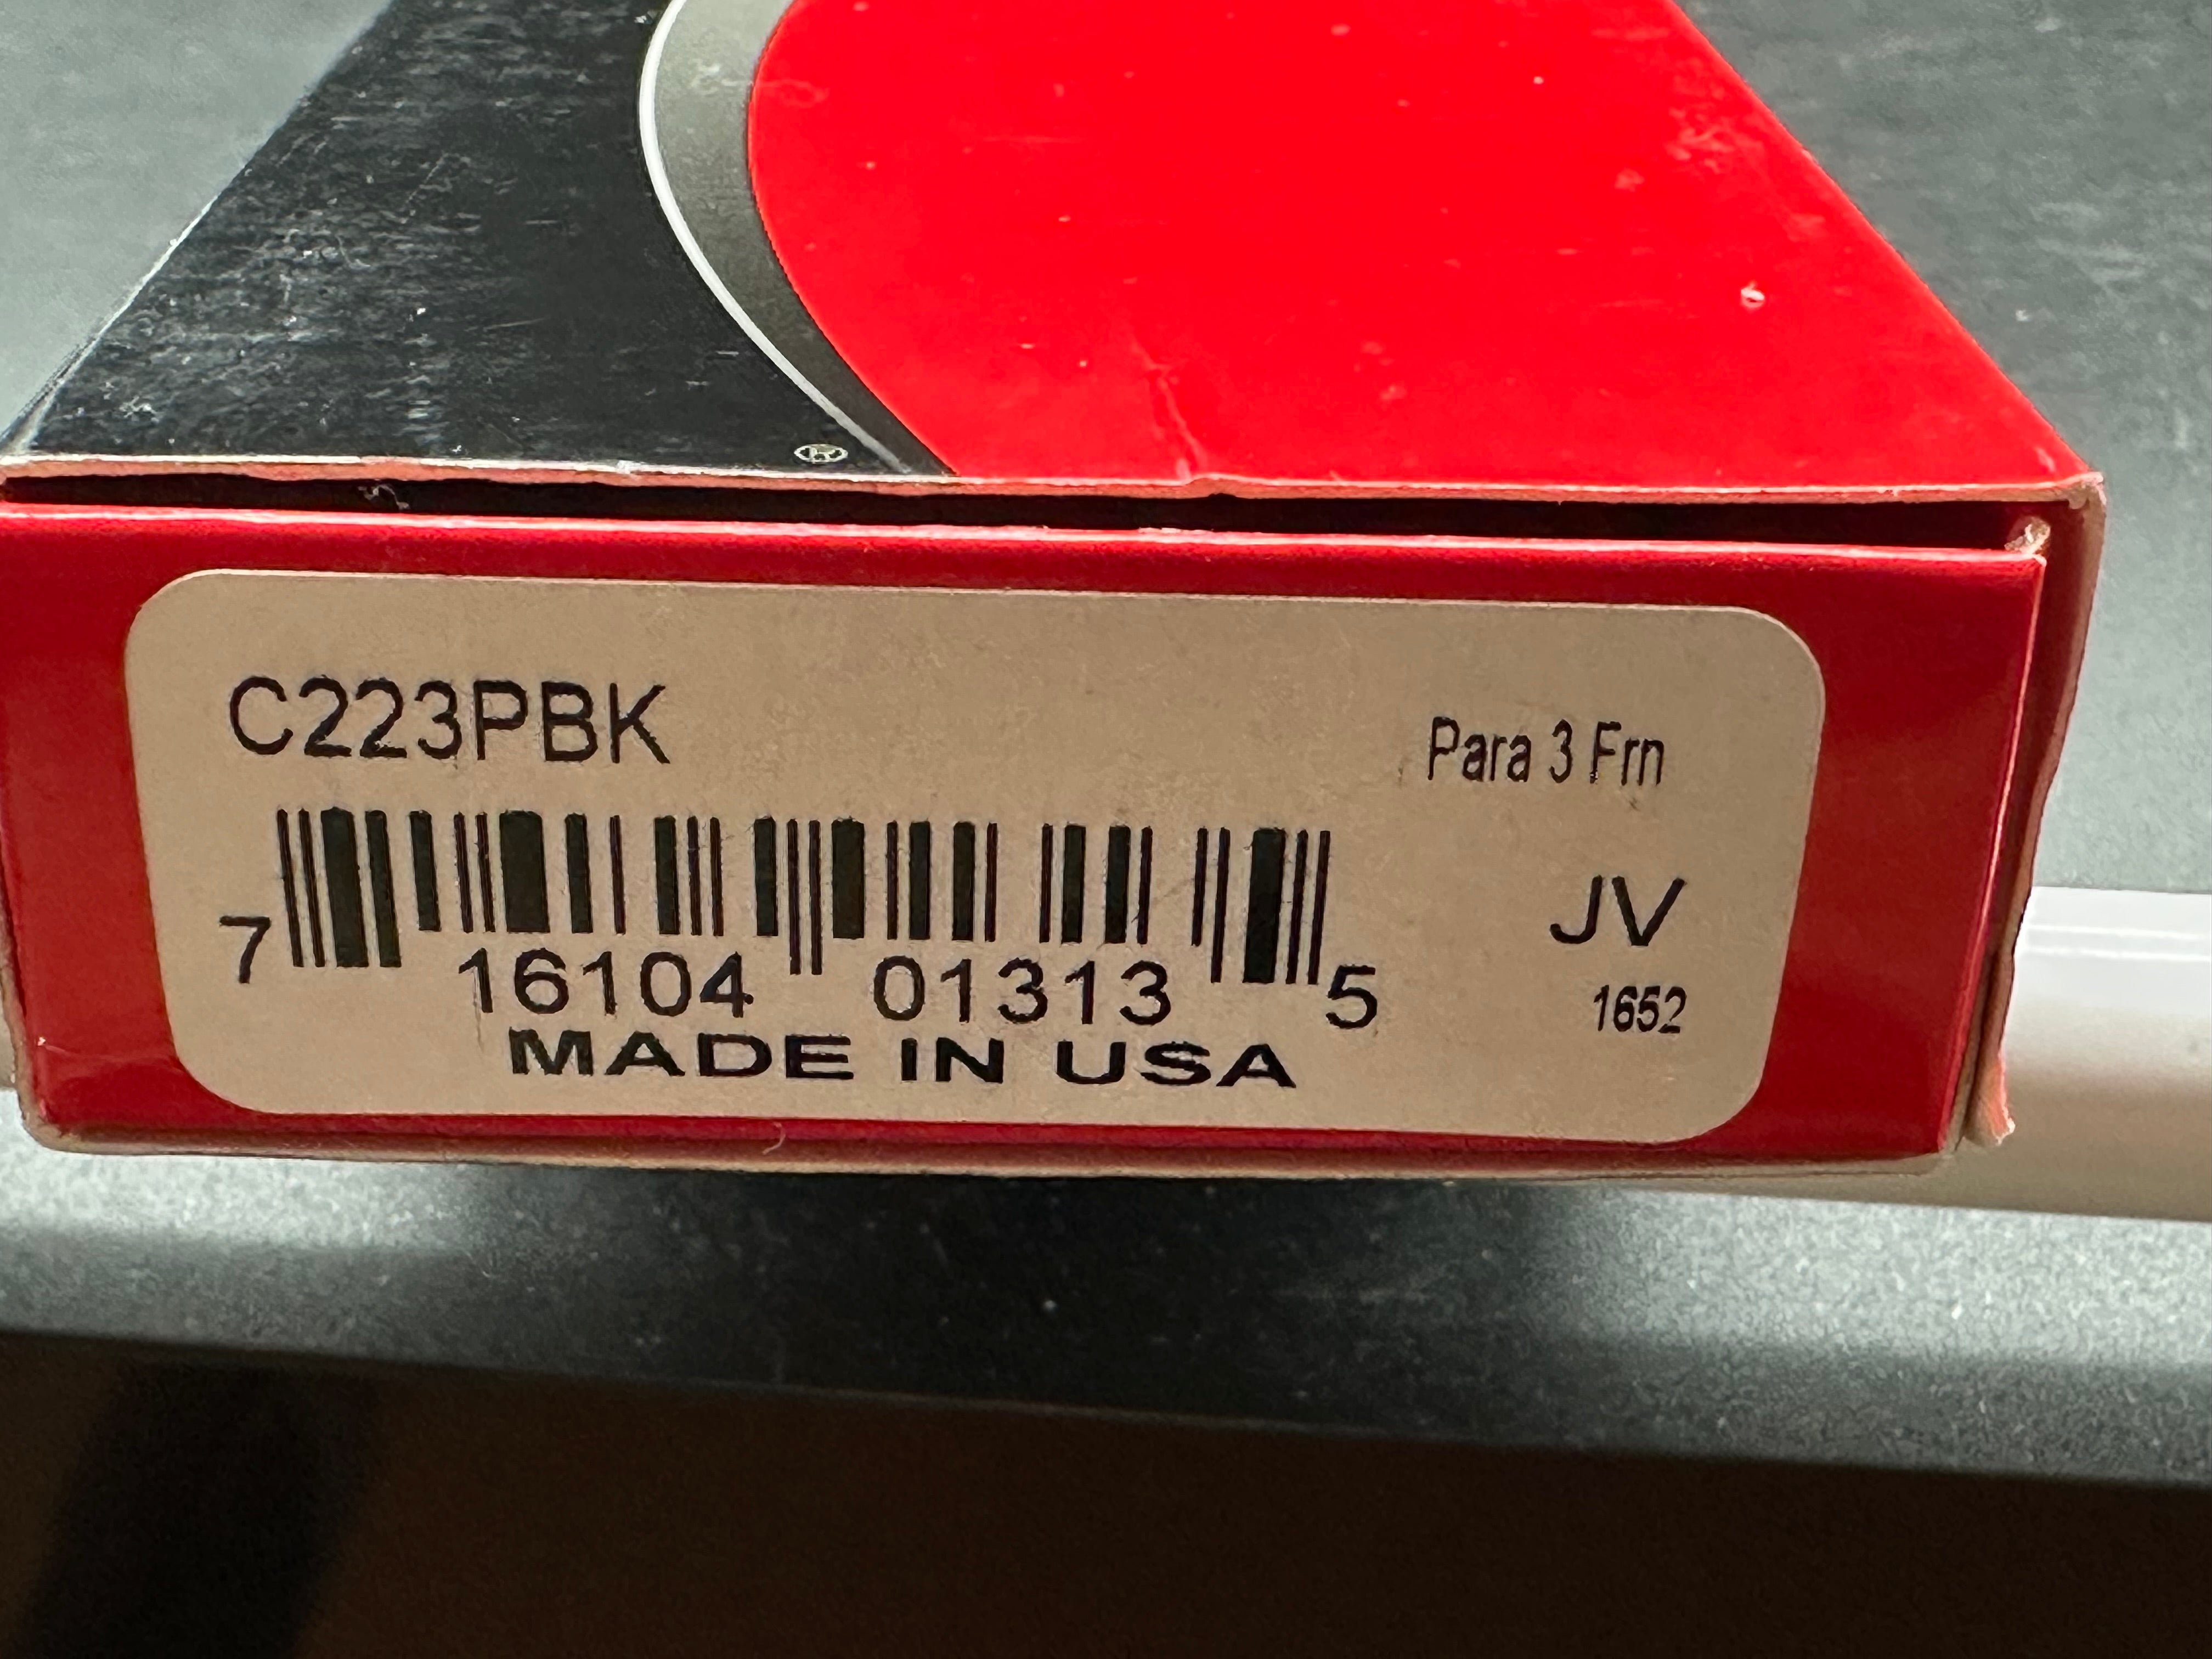 C223PBK
Para 3 Frn
7 16104 01313 5
JV
1652
MADE IN USA